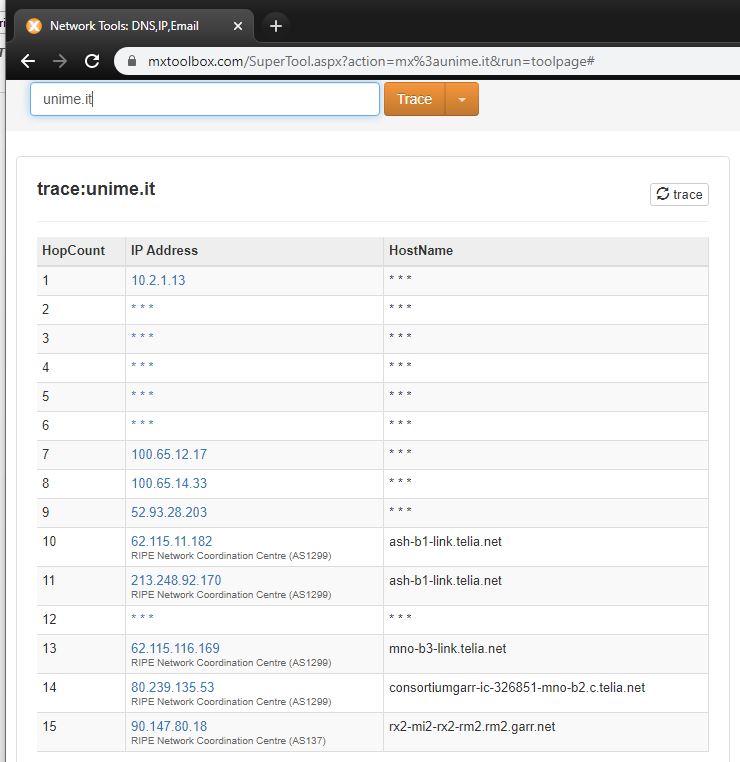 Network Tools: DNS,IP,Email
mxtoolbox.com/SuperTool.aspx?action=mx%3aunime.it&run=toolpage#
unime.it Trace
trace:unime.it trace
HopCount IP Address HostName
1 10.2.1.13 * * *
2 * * * * * *
3 * * * * * *
4 * * * * * *
5 * * * * * *
6 * * * * * *
7 100.65.12.17 * * *
8 100.65.14.33 * * *
9 52.93.28.203 * * *
10 62.115.11.182 ash-b1-link.telia.net
RIPE Network Coordination Centre (AS1299)
11 213.248.92.170 ash-b1-link.telia.net
RIPE Network Coordination Centre (AS1299)
12 * * * * * *
13 62.115.116.169 mno-b3-link.telia.net
RIPE Network Coordination Centre (AS1299)
14 80.239.135.53 consortiumgarr-ic-326851-mno-b2.c.telia.net
RIPE Network Coordination Centre (AS1299)
15 90.147.80.18 rx2-mi2-rx2-rm2.rm2.garr.net
RIPE Network Coordination Centre (AS137)